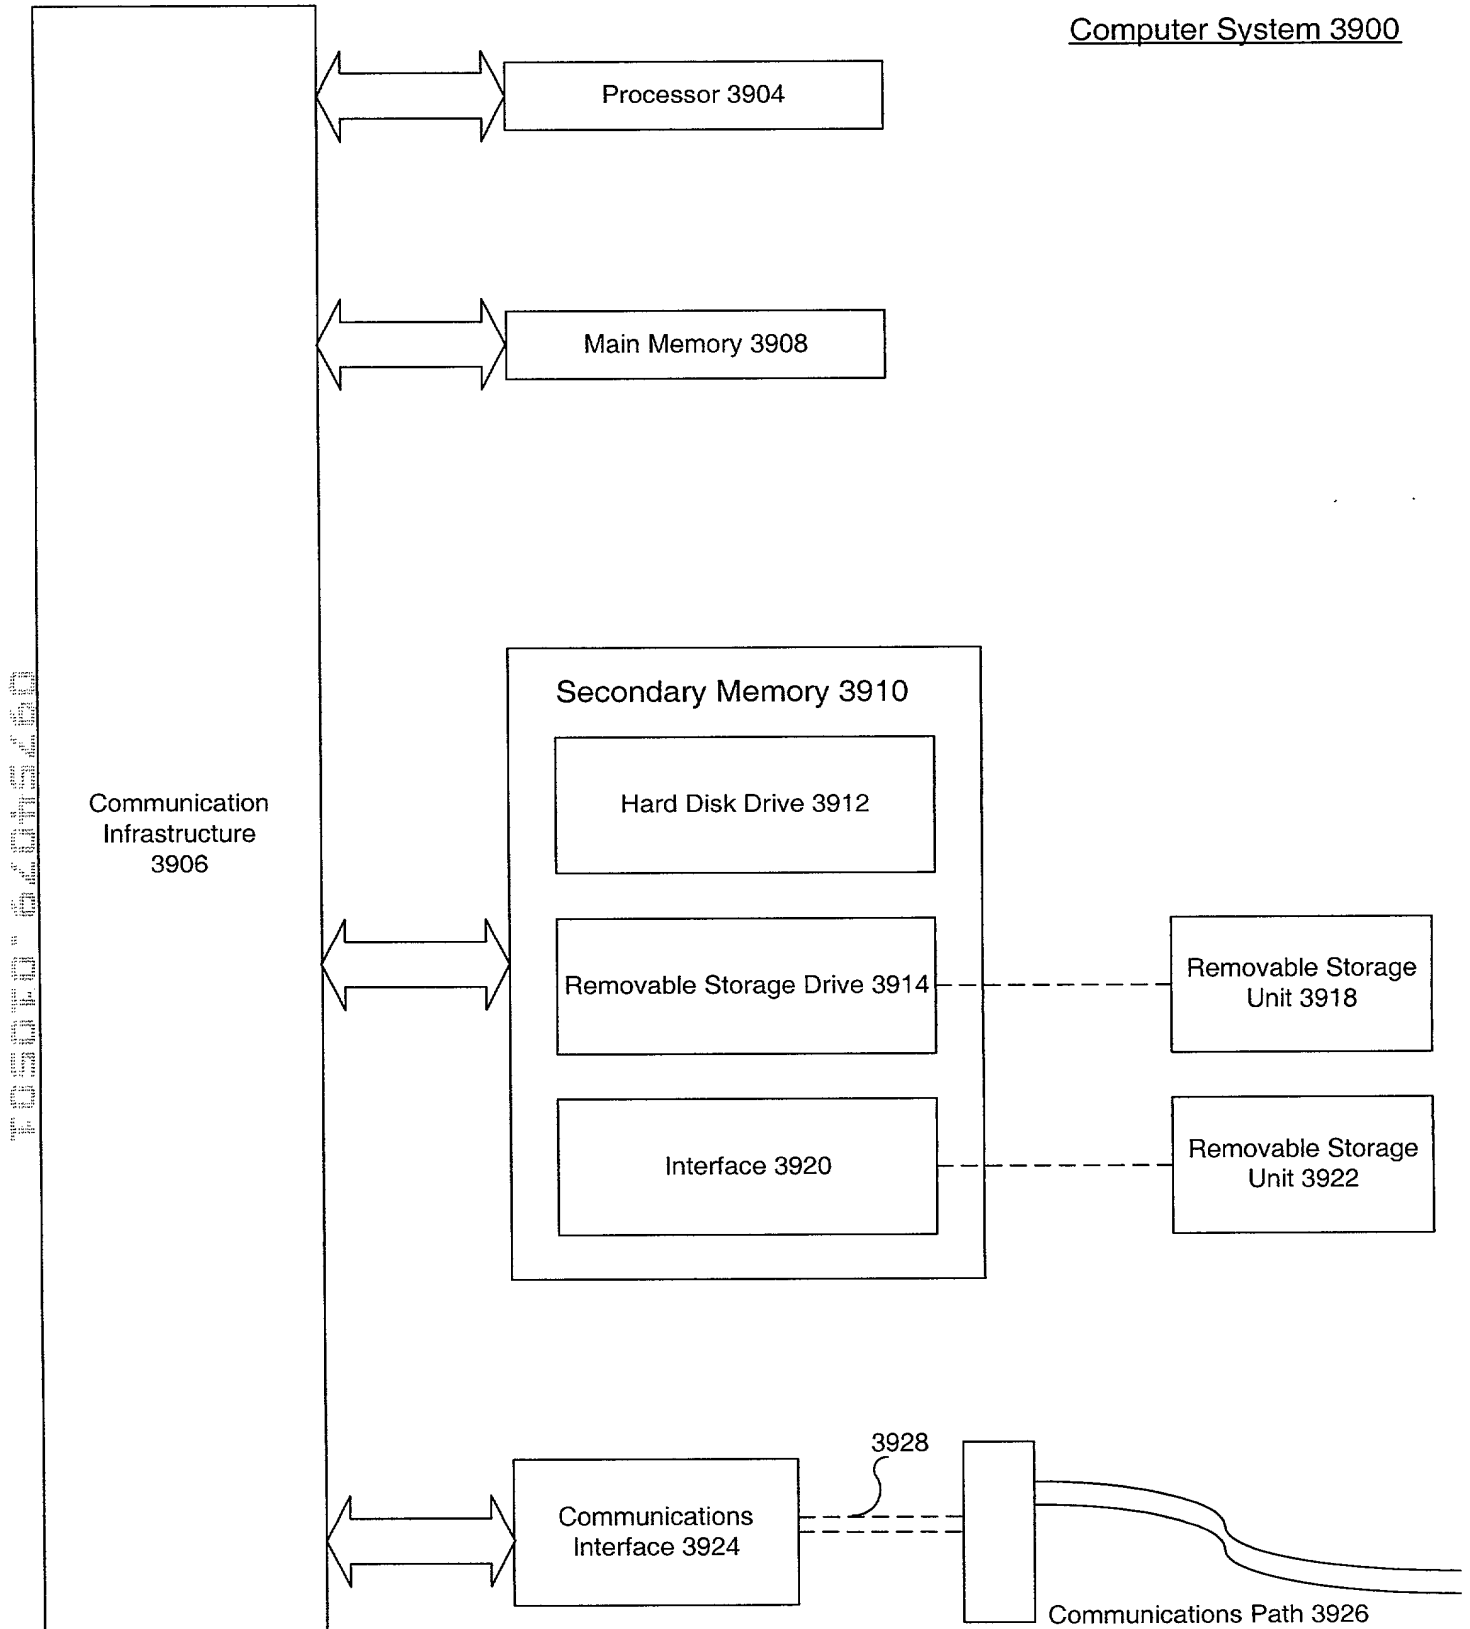 Computer System 3900
Processor 3904
Main Memory 3908
Secondary Memory 3910
Hard Disk Drive 3912
Communication
Infrastructure
3906
Removable Storage Drive 3914
Removable Storage
Unit 3918
Interface 3920
Removable Storage
Unit 3922
3928
Communications
Interface 3924
Communications Path 3926